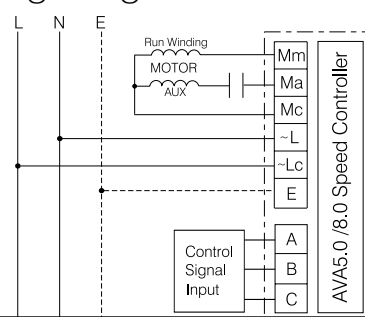 L N E
Run Winding
MOTOR
AUX
Mm
Ma
Mc
~L
~Lc
E
A
B
C
Control
Signal
Input
AVA5.0 /8.0 Speed Controller